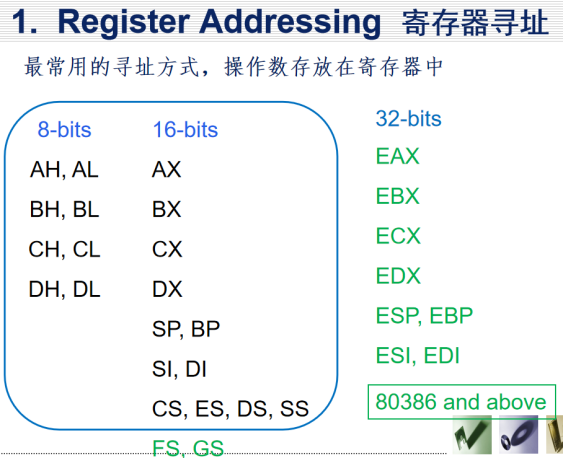 1. Register Addressing 寄存器寻址
最常用的寻址方式，操作数存放在寄存器中
8-bits 16-bits
AH, AL AX
BH, BL BX
CH, CL CX
DH, DL DX
SP, BP
SI, DI
CS, ES, DS, SS
FS, GS
32-bits
EAX
EBX
ECX
EDX
ESP, EBP
ESI, EDI
80386 and above